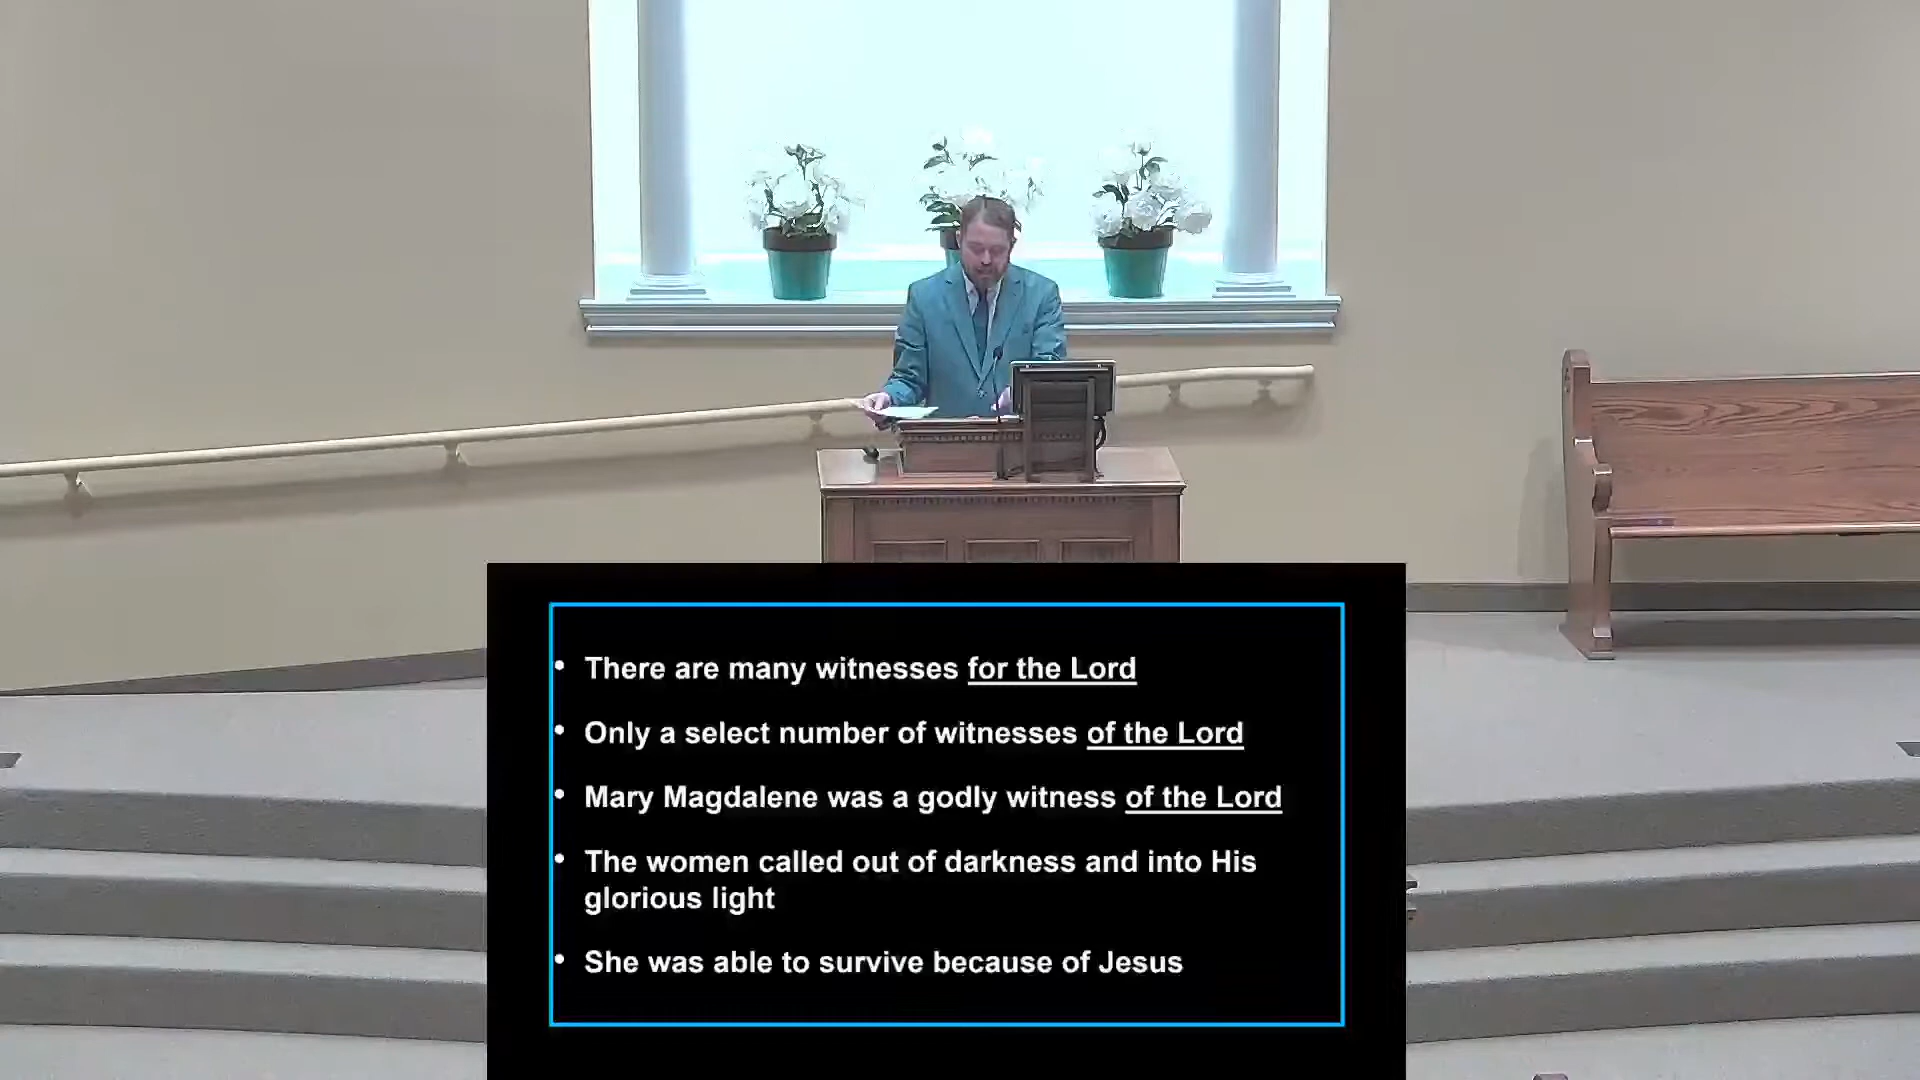 • There are many witnesses for the Lord
• Only a select number of witnesses of the Lord
• Mary Magdalene was a godly witness of the Lord
• The women called out of darkness and into His
glorious light
• She was able to survive because of Jesus